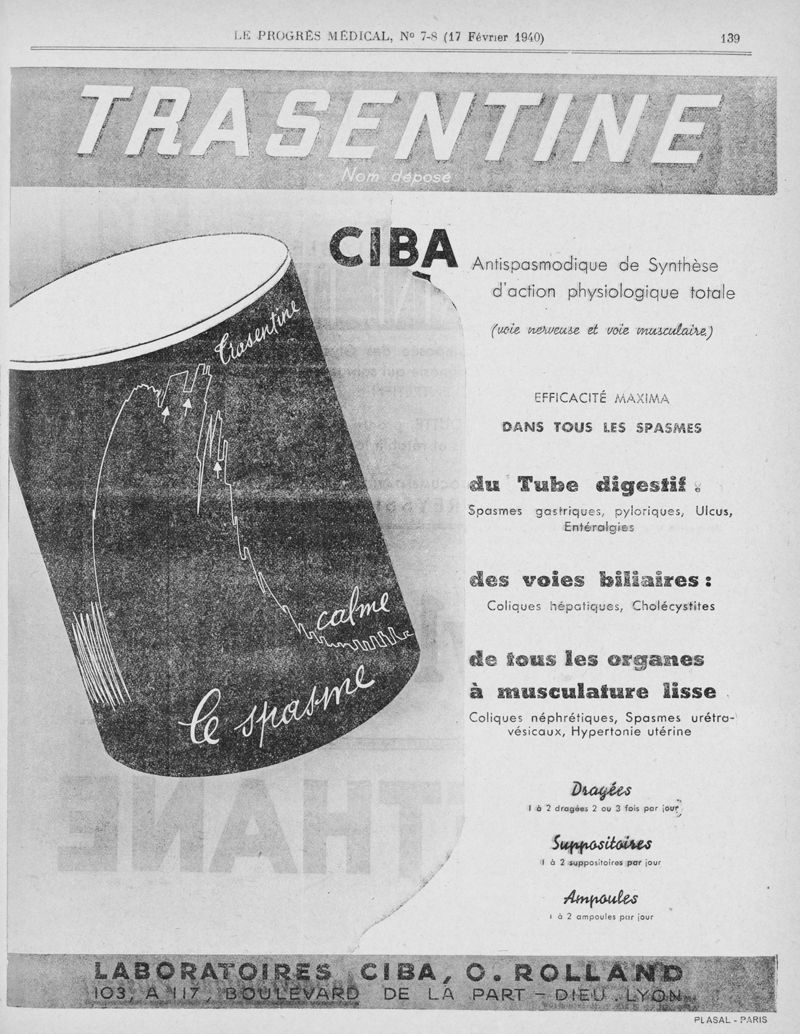 LE PROGRÈS MÉDICAL, Nº 7-8 (17 Février 1940) 139
TRASENTINE
Nom déposé
CIBA
Antispasmodique de Synthèse
d'action physiologique totale
(voie nerveuse et voie musculaire)
EFFICACITÉ MAXIMA
DANS TOUS LES SPASMES
du Tube digestif :
Spasmes gastriques, pyloriques, Ulcus,
Entéralgies
des voies biliaires :
Coliques hépatiques, Cholécystites
de tous les organes
à musculature lisse
Coliques néphrétiques, Spasmes urétro-
vésicaux, Hypertonie utérine
Dragées
1 à 2 dragées 2 ou 3 fois par jour
Suppositoires
1 à 2 suppositoires par jour
Ampoules
1 à 2 ampoules par jour
trasentine
calme
le spasme
LABORATOIRES CIBA, O. ROLLAND
103, A 117, BOULEVARD DE LA PART-DIEU. LYON
PLASAL - PARIS